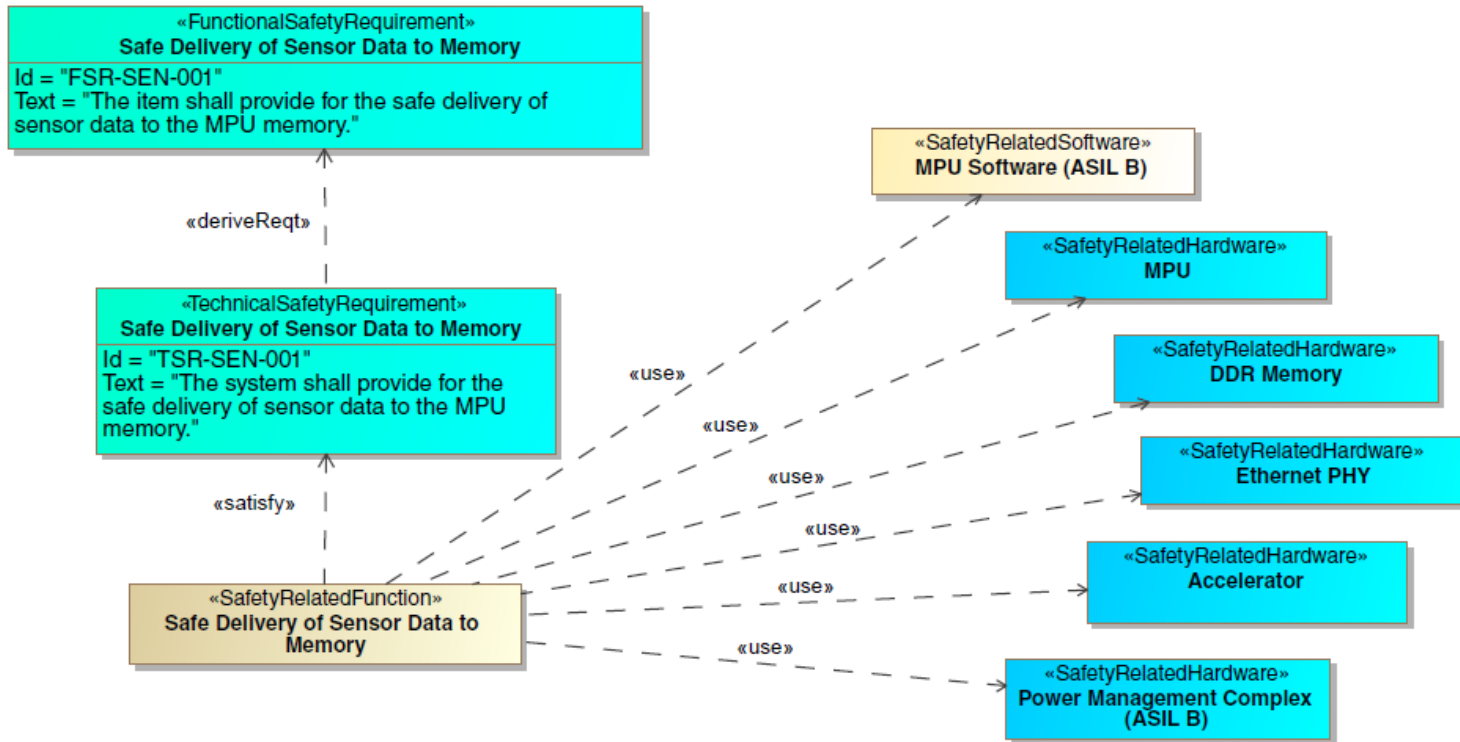 «FunctionalSafetyRequirement»
Safe Delivery of Sensor Data to Memory
Id = "FSR-SEN-001"
Text = "The item shall provide for the safe delivery of
sensor data to the MPU memory."
«deriveReqt»
«TechnicalSafetyRequirement»
Safe Delivery of Sensor Data to Memory
Id = "TSR-SEN-001"
Text = "The system shall provide for the
safe delivery of sensor data to the MPU
memory."
«satisfy»
«SafetyRelatedFunction»
Safe Delivery of Sensor Data to
Memory
«use»
«SafetyRelatedSoftware»
MPU Software (ASIL B)
«use»
«SafetyRelatedHardware»
MPU
«use»
«SafetyRelatedHardware»
DDR Memory
«use»
«SafetyRelatedHardware»
Ethernet PHY
«use»
«SafetyRelatedHardware»
Accelerator
«use»
«SafetyRelatedHardware»
Power Management Complex
(ASIL B)